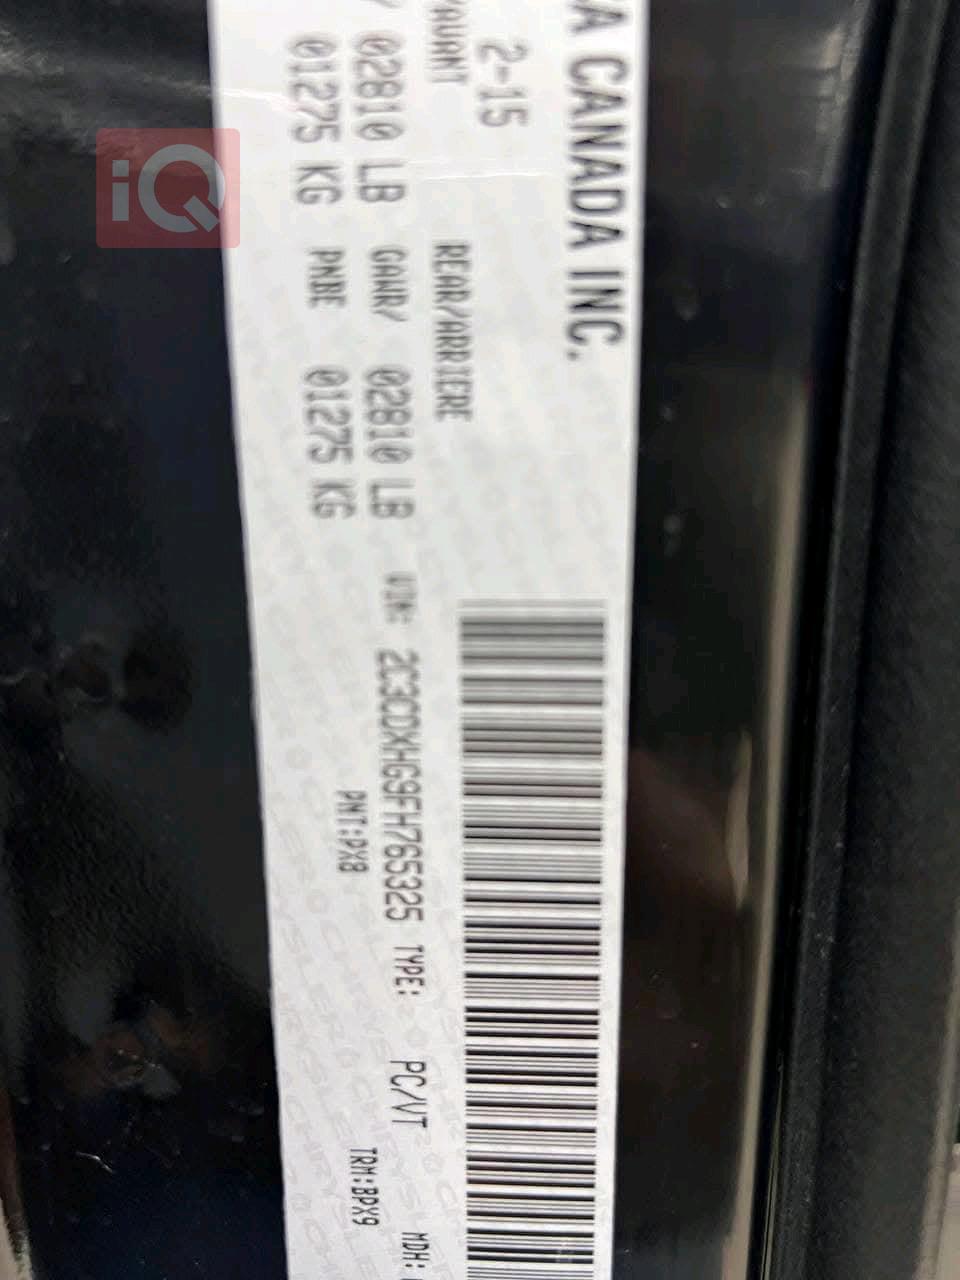 iQ
A CANADA INC.
2-15
REAR/ARRIERE
02810 LB GAWR/ 02810 LB
01275 KG PNBE 01275 KG
VIN: 2C3CDXHG9FH765325 TYPE: PC/VT MDH:
PNT:PX8 TRM:BPX9